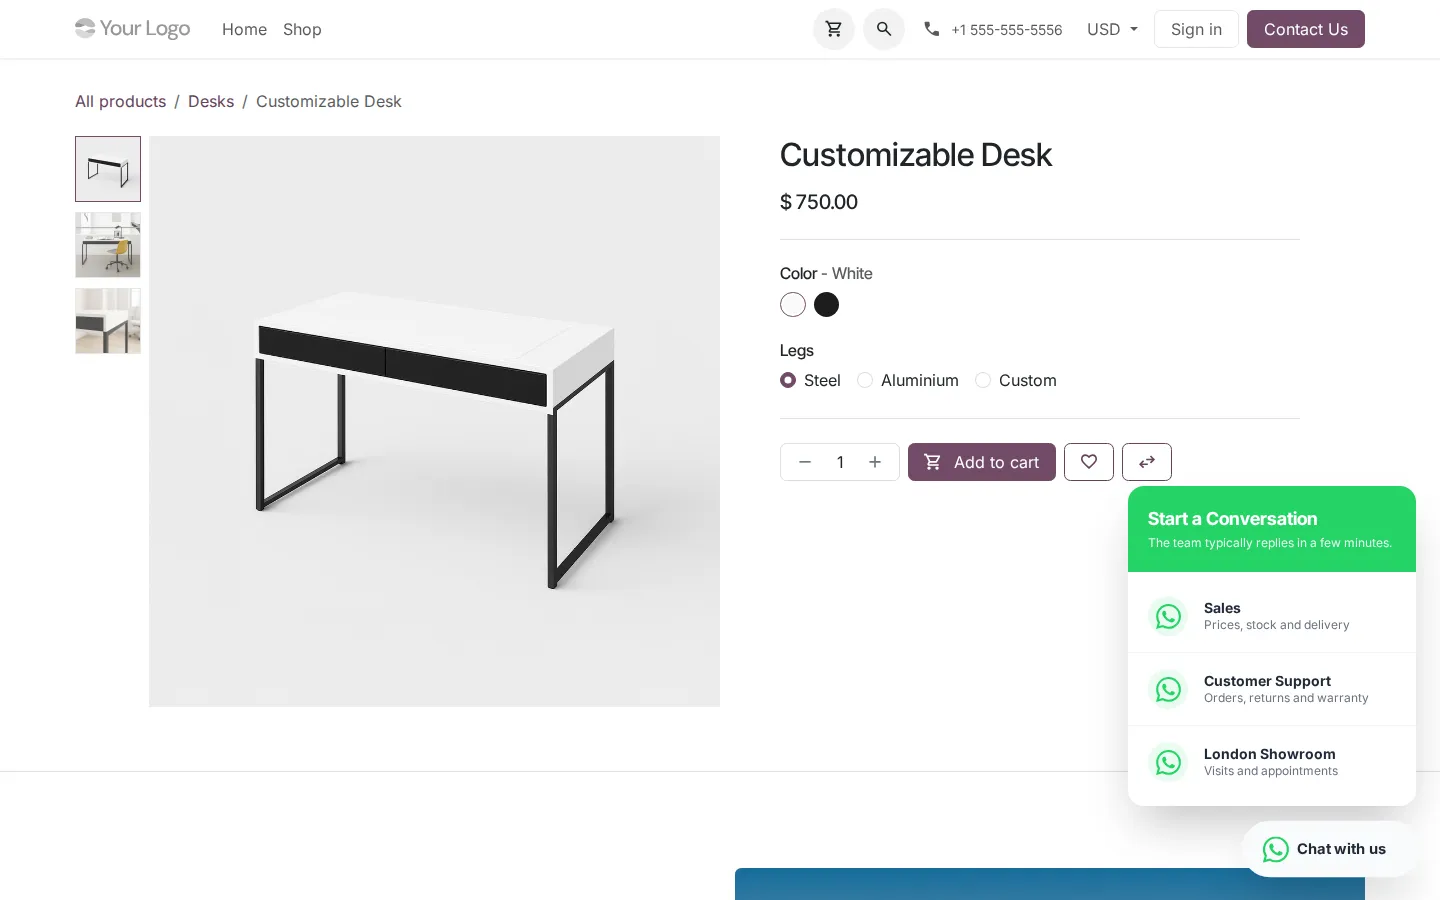 Your Logo
Home
Shop
+1 555-555-5556
USD
Sign in
Contact Us
All products / Desks / Customizable Desk
Customizable Desk
$ 750.00
Color - White
Legs
Steel
Aluminium
Custom
1
Add to cart
Start a Conversation
The team typically replies in a few minutes.
Sales
Prices, stock and delivery
Customer Support
Orders, returns and warranty
London Showroom
Visits and appointments
Chat with us